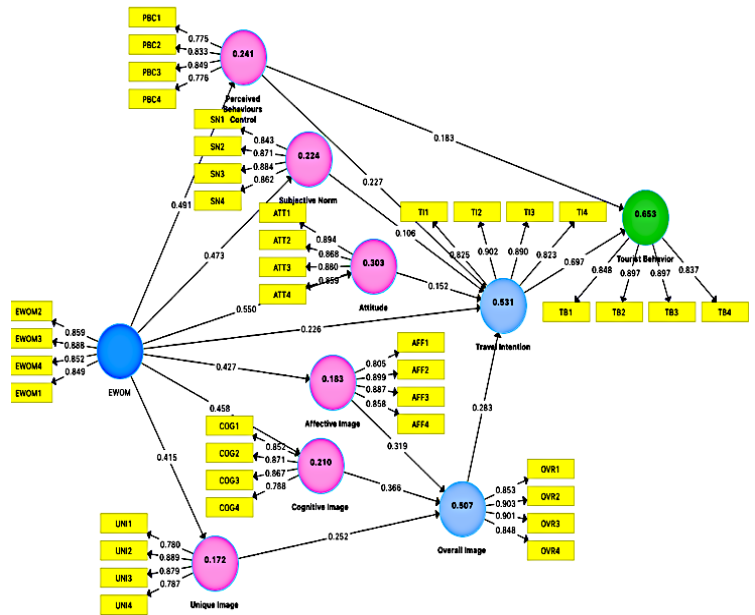 PBC1
PBC2
PBC3
PBC4
0.775
0.833
0.849
0.776
0.241
Perceived
Behaviours
Control
SN1
SN2
SN3
SN4
0.843
0.871
0.884
0.862
0.224
Subjective Norm
0.183
0.227
0.491
0.473
0.106
ATT1
ATT2
ATT3
ATT4
0.894
0.868
0.880
0.859
0.303
Attitude
0.152
0.550
TI1
TI2
TI3
TI4
0.825
0.902
0.890
0.823
0.531
Travel Intention
0.697
0.653
Tourist Behavior
0.848
0.897
0.897
0.837
TB1
TB2
TB3
TB4
EWOM2
EWOM3
EWOM4
EWOM1
0.859
0.888
0.852
0.849
EWOM
0.226
0.427
0.183
Affective Image
AFF1
AFF2
AFF3
AFF4
0.805
0.899
0.887
0.858
0.283
0.319
0.458
0.415
COG1
COG2
COG3
COG4
0.852
0.871
0.867
0.788
0.210
Cognitive Image
0.366
0.507
Overall Image
0.853
0.903
0.901
0.848
OVR1
OVR2
OVR3
OVR4
0.252
UNI1
UNI2
UNI3
UNI4
0.780
0.889
0.879
0.787
0.172
Unique Image